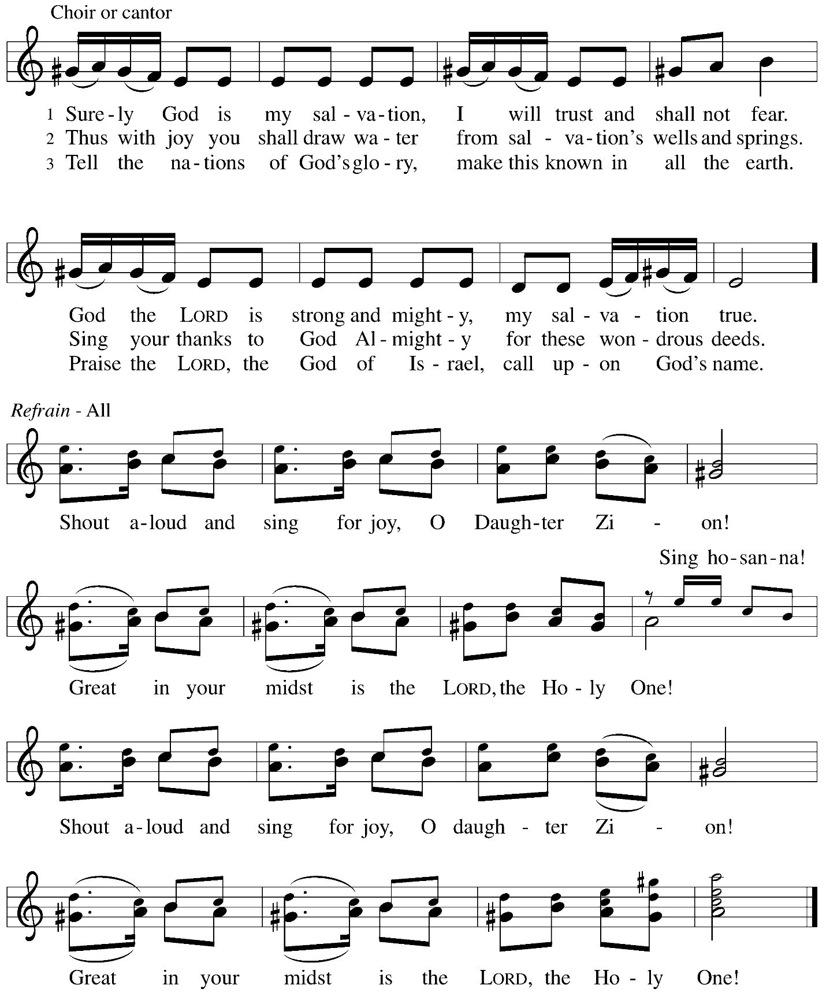 Choir or cantor
1 Sure - ly God is my sal - va - tion, I will trust and shall not fear.
2 Thus with joy you shall draw wa - ter from sal - va - tion's wells and springs.
3 Tell the na - tions of God's glo - ry, make this known in all the earth.
God the LORD is strong and might - y, my sal - va - tion true.
Sing your thanks to God Al - might - y for these won - drous deeds.
Praise the LORD, the God of Is - rael, call up - on God's name.
Refrain - All
Shout a - loud and sing for joy, O Daugh - ter Zi - on!
Sing ho - san - na!
Great in your midst is the LORD, the Ho - ly One!
Shout a - loud and sing for joy, O daugh - ter Zi - on!
Great in your midst is the LORD, the Ho - ly One!